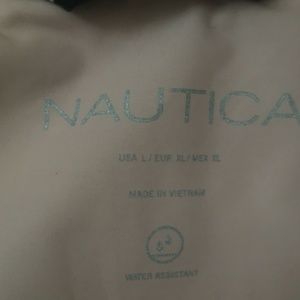 NAUTICA
USA L / EUR XL / MEX XL
MADE IN VIETNAM
WATER RESISTANT